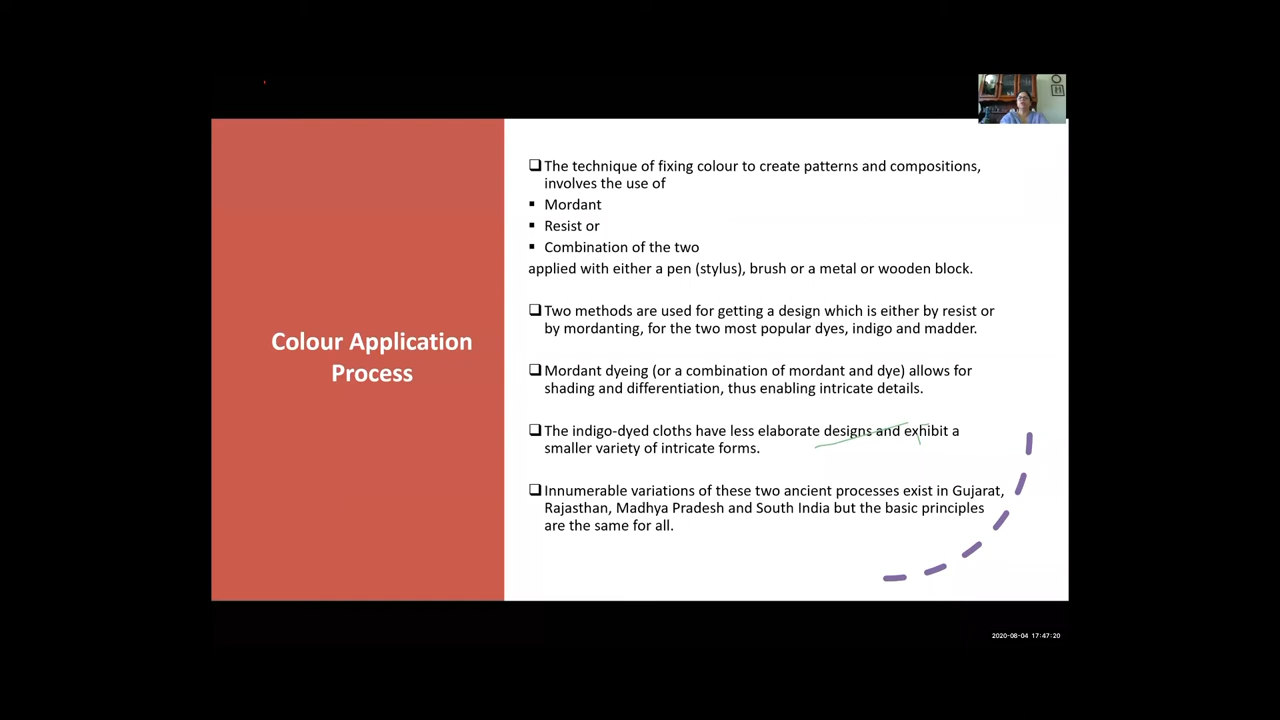 Colour Application
Process
The technique of fixing colour to create patterns and compositions,
involves the use of
Mordant
Resist or
Combination of the two
applied with either a pen (stylus), brush or a metal or wooden block.
Two methods are used for getting a design which is either by resist or
by mordanting, for the two most popular dyes, indigo and madder.
Mordant dyeing (or a combination of mordant and dye) allows for
shading and differentiation, thus enabling intricate details.
The indigo-dyed cloths have less elaborate designs and exhibit a
smaller variety of intricate forms.
Innumerable variations of these two ancient processes exist in Gujarat,
Rajasthan, Madhya Pradesh and South India but the basic principles
are the same for all.
2020-08-04 17:47:20